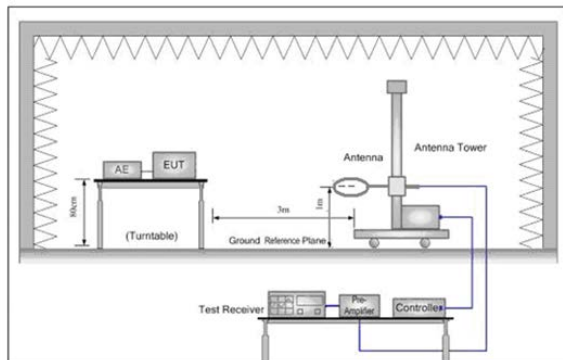 Antenna Tower
Antenna
AE
EUT
80cm
(Turntable)
3m
1m
Ground Reference Plane
Test Receiver
Pre-
Amplifier
Controller